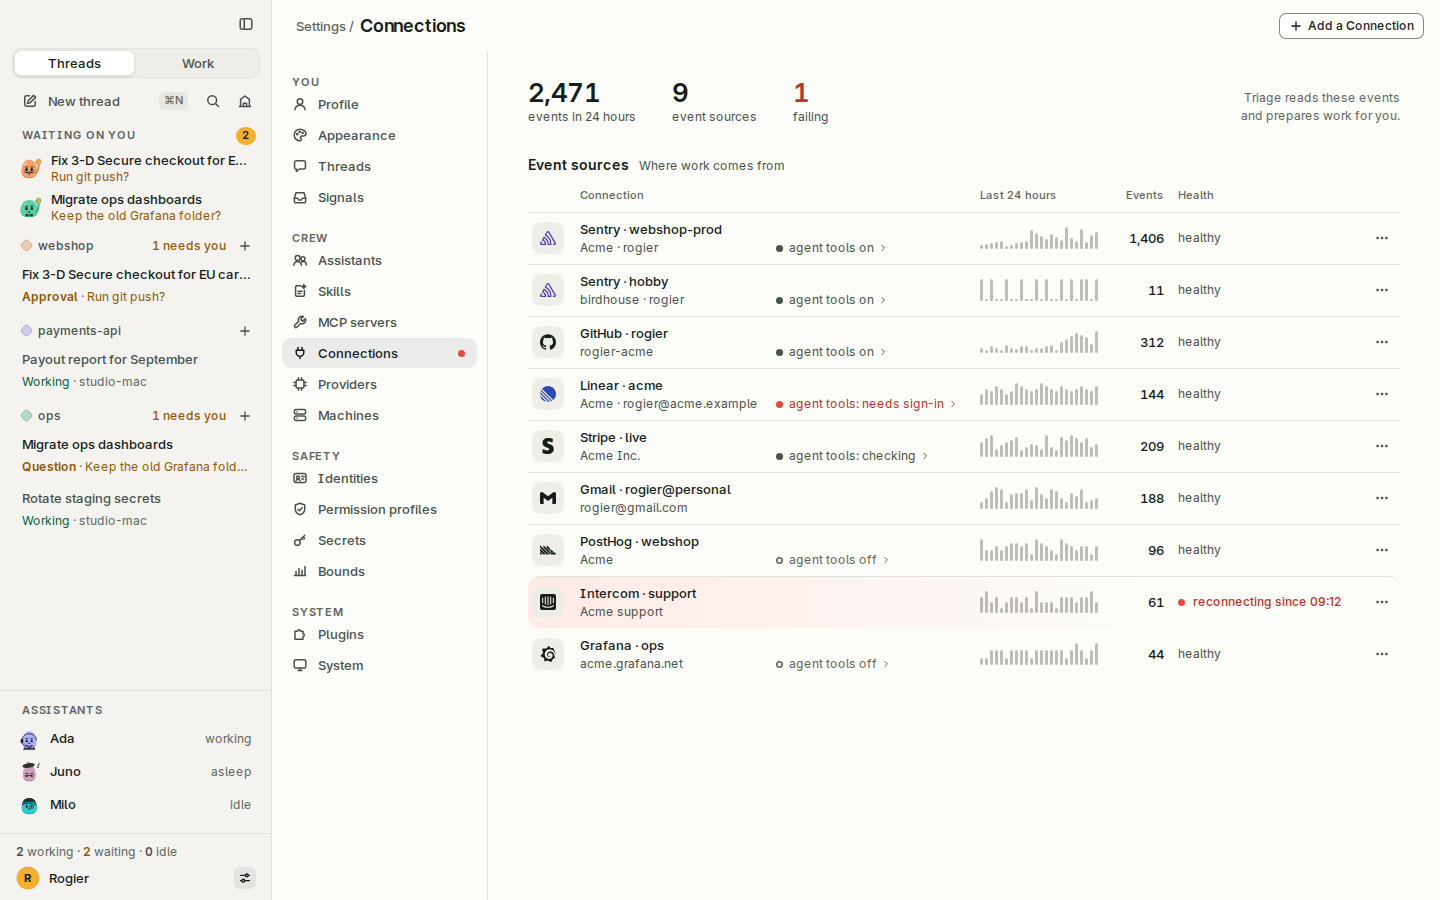 Threads
Work
New thread
⌘N
WAITING ON YOU
2
Fix 3-D Secure checkout for E...
Run git push?
Migrate ops dashboards
Keep the old Grafana folder?
webshop
1 needs you
Fix 3-D Secure checkout for EU car...
Approval · Run git push?
payments-api
Payout report for September
Working · studio-mac
ops
1 needs you
Migrate ops dashboards
Question · Keep the old Grafana fold...
Rotate staging secrets
Working · studio-mac
ASSISTANTS
Ada
working
Juno
asleep
Milo
idle
2 working · 2 waiting · 0 idle
R
Rogier
Settings / Connections
Add a Connection
YOU
Profile
Appearance
Threads
Signals
CREW
Assistants
Skills
MCP servers
Connections
Providers
Machines
SAFETY
Identities
Permission profiles
Secrets
Bounds
SYSTEM
Plugins
System
2,471
events in 24 hours
9
event sources
1
failing
Triage reads these events
and prepares work for you.
Event sources Where work comes from
Connection
Last 24 hours
Events
Health
Sentry · webshop-prod
Acme · rogier
agent tools on
1,406
healthy
Sentry · hobby
birdhouse · rogier
agent tools on
11
healthy
GitHub · rogier
rogier-acme
agent tools on
312
healthy
Linear · acme
Acme · rogier@acme.example
agent tools: needs sign-in
144
healthy
Stripe · live
Acme Inc.
agent tools: checking
209
healthy
Gmail · rogier@personal
rogier@gmail.com
188
healthy
PostHog · webshop
Acme
agent tools off
96
healthy
Intercom · support
Acme support
61
reconnecting since 09:12
Grafana · ops
acme.grafana.net
agent tools off
44
healthy